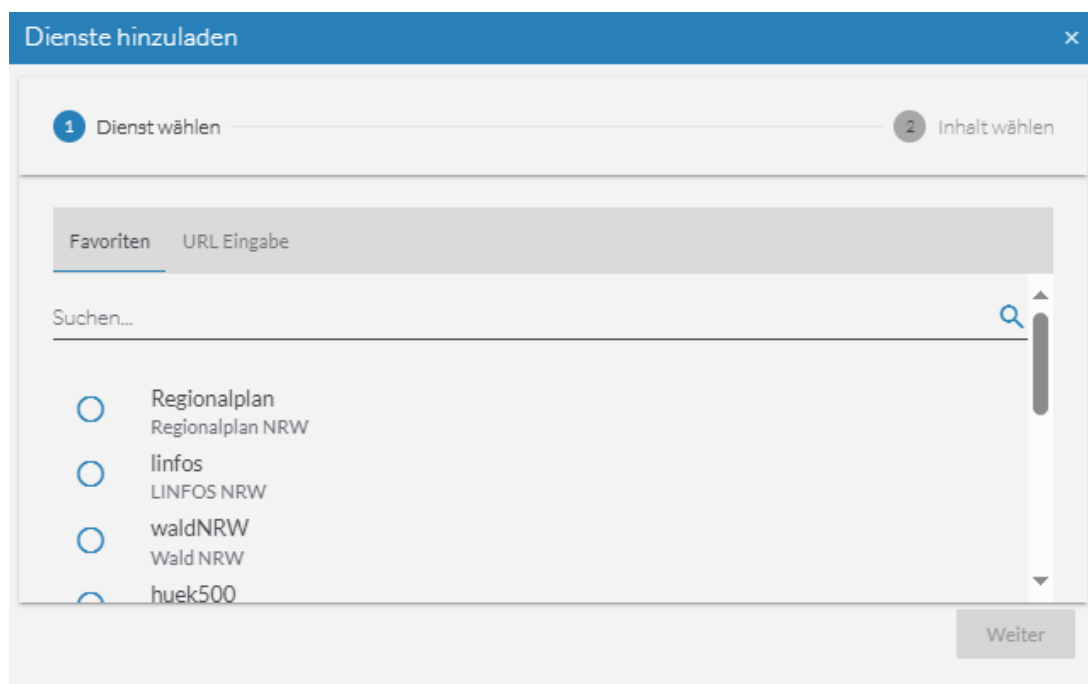 Dienste hinzuladen ×
1 Dienst wählen 2 Inhalt wählen
Favoriten URL Eingabe
Suchen...
Regionalplan
Regionalplan NRW
linfos
LINFOS NRW
waldNRW
Wald NRW
huek500
Weiter